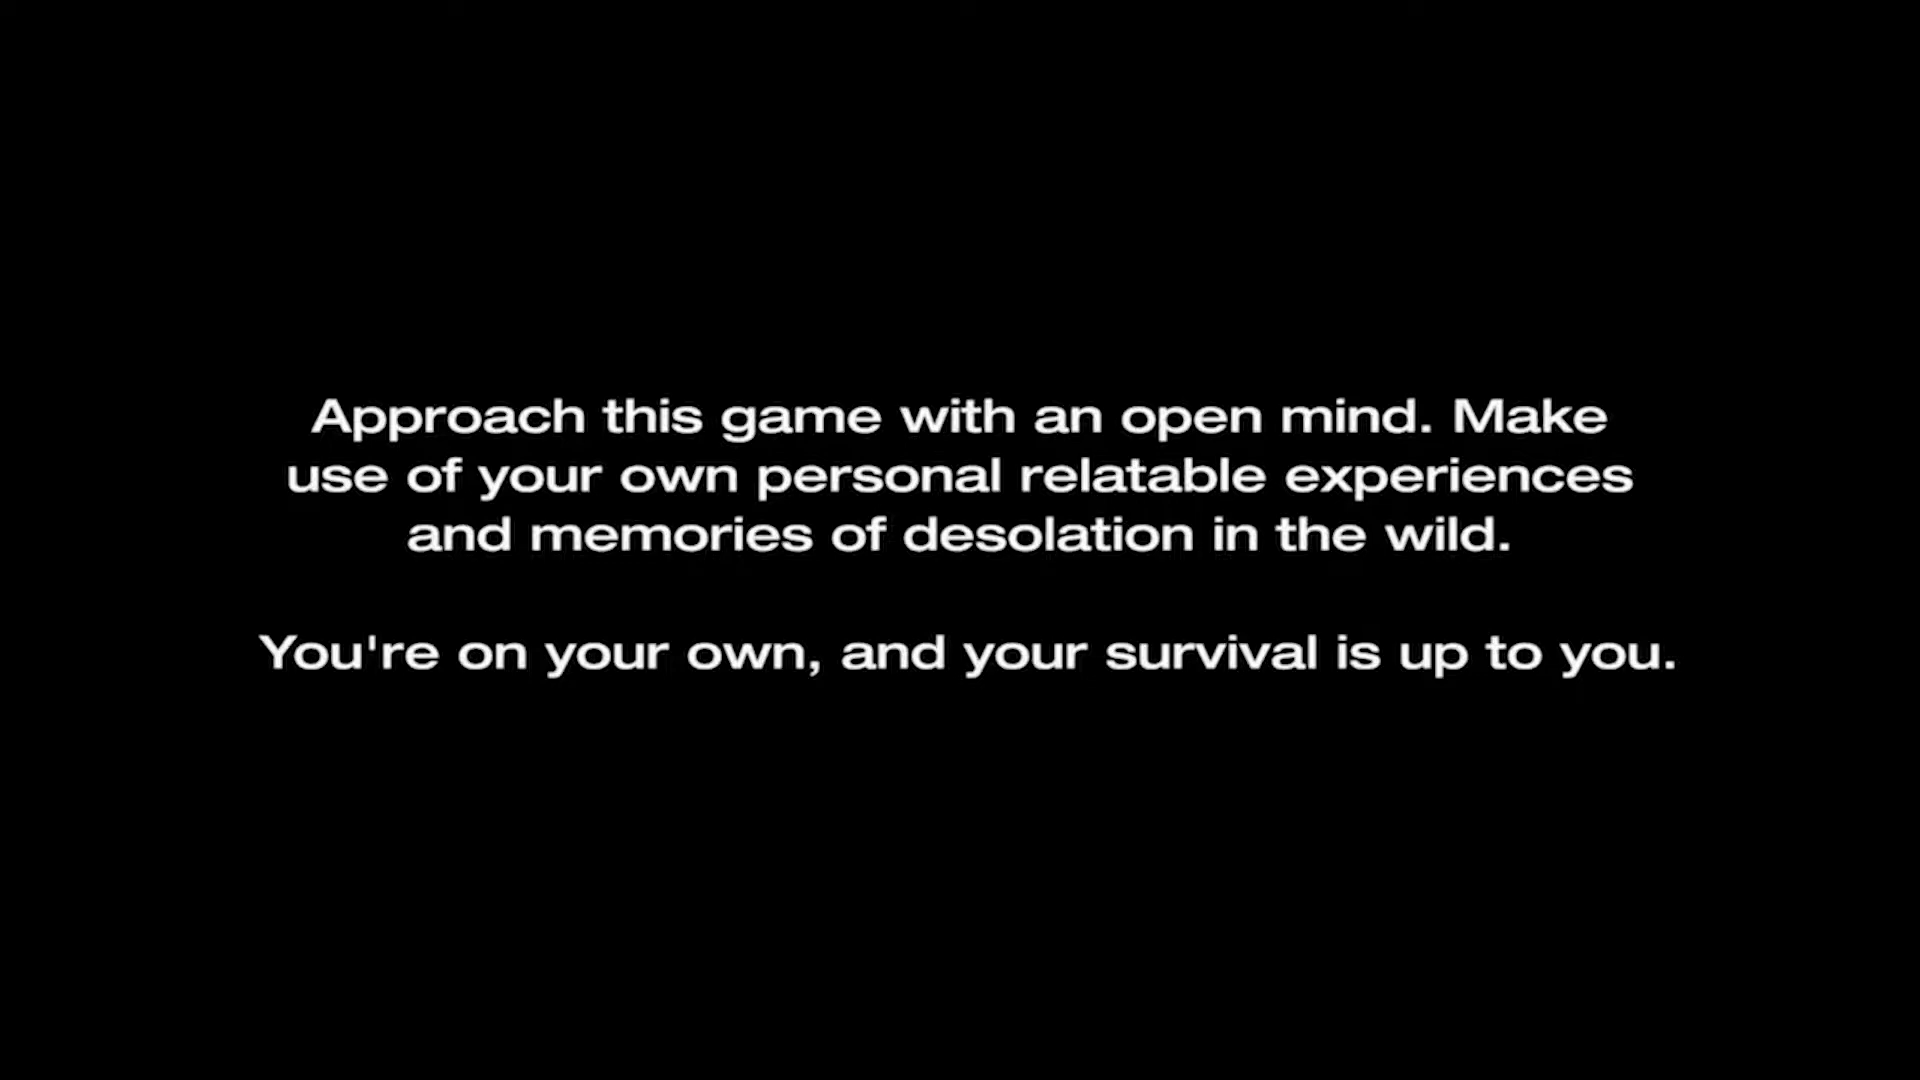 Approach this game with an open mind. Make
use of your own personal relatable experiences
and memories of desolation in the wild.
You're on your own, and your survival is up to you.